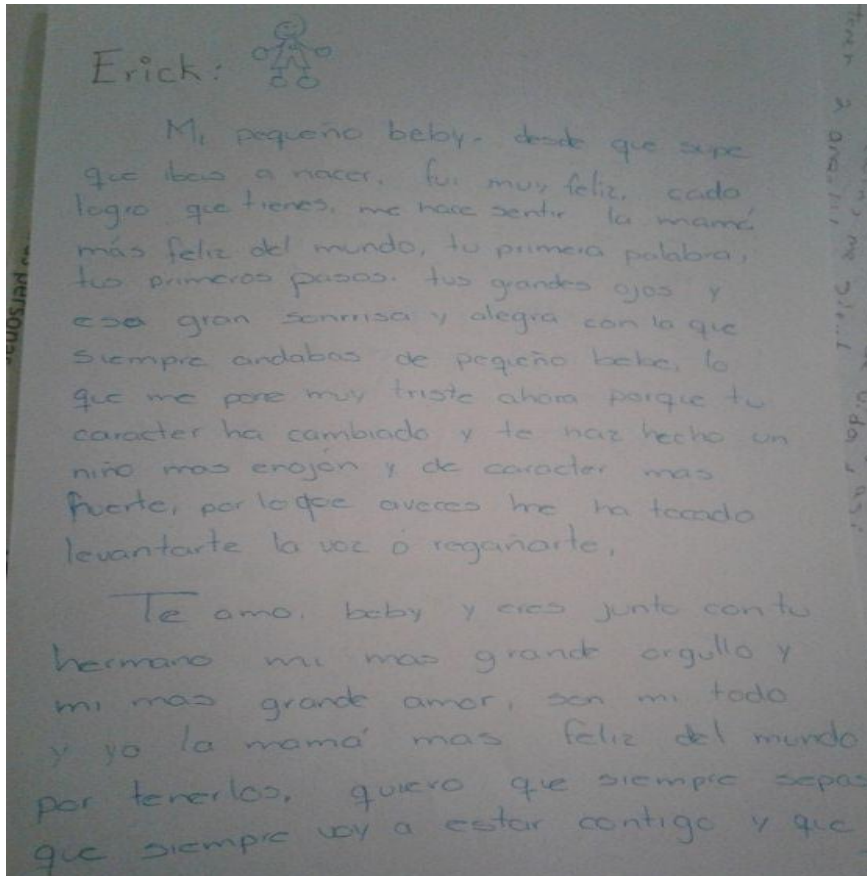 Erick:
Mi pequeño beby. desde que supe
que ibas a nacer. fui muy feliz, cada
logro que tienes, me hace sentir la mamá
más feliz del mundo, tu primera palabra,
tus primeros pasos. tus grandes ojos y
esa gran sonrrisa y alegra con la que
siempre andabas de pequeño bebe, lo
que me pone muy triste ahora porque tu
caracter ha cambiado y te haz hecho un
niño mas enojón y de caracter mas
fuerte, por lo que aveces me ha tocado
levantarte la voz o regañarte,
Te amo, beby y eres junto con tu
hermano mi mas grande orgullo y
mi mas grande amor, son mi todo
y yo la mamá mas feliz del mundo
por tenerlos, quiero que siempre sepas
que siempre voy a estar contigo y que